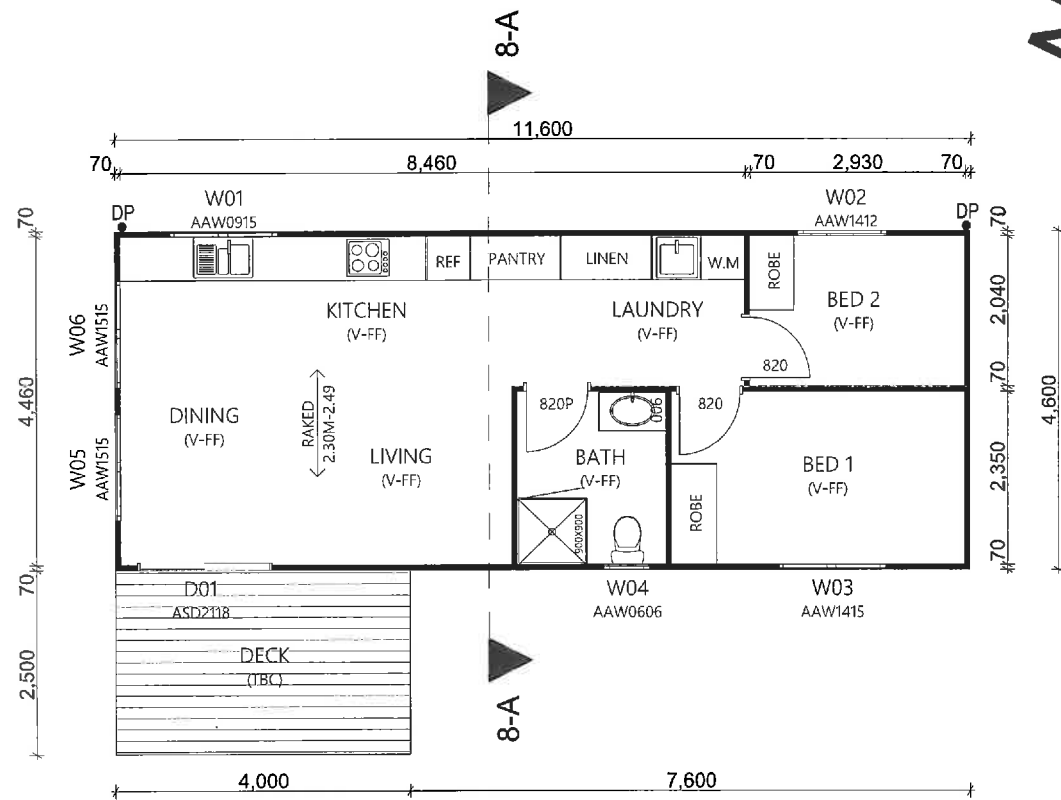 8-A
11,600
70
8,460
70
2,930
70
W01
AAW0915
W02
AAW1412
DP
DP
70
4,460
70
2,500
W06
AAW1515
W05
AAW1515
REF
PANTRY
LINEN
W.M
ROBE
BED 2
(V-FF)
KITCHEN
(V-FF)
LAUNDRY
(V-FF)
820
820P
900
820
DINING
(V-FF)
RAKED
2.30M-2.49
LIVING
(V-FF)
BATH
(V-FF)
900X900
ROBE
BED 1
(V-FF)
70
2,040
70
2,350
70
4,600
D01
ASD2118
W04
AAW0606
W03
AAW1415
DECK
(TBC)
8-A
4,000
7,600